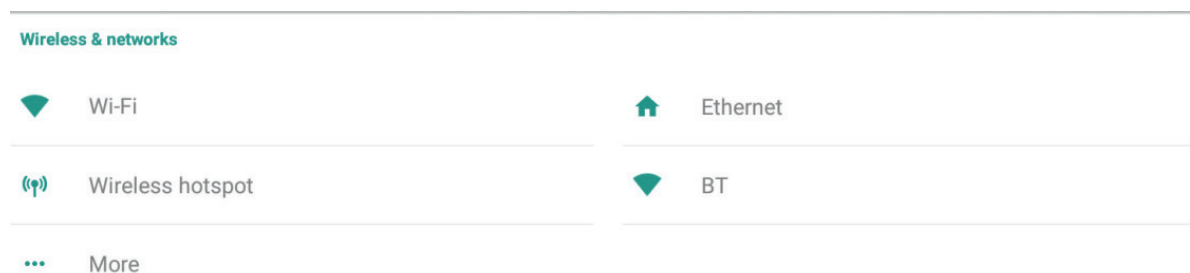 Wireless & networks
Wi-Fi
Ethernet
Wireless hotspot
BT
More